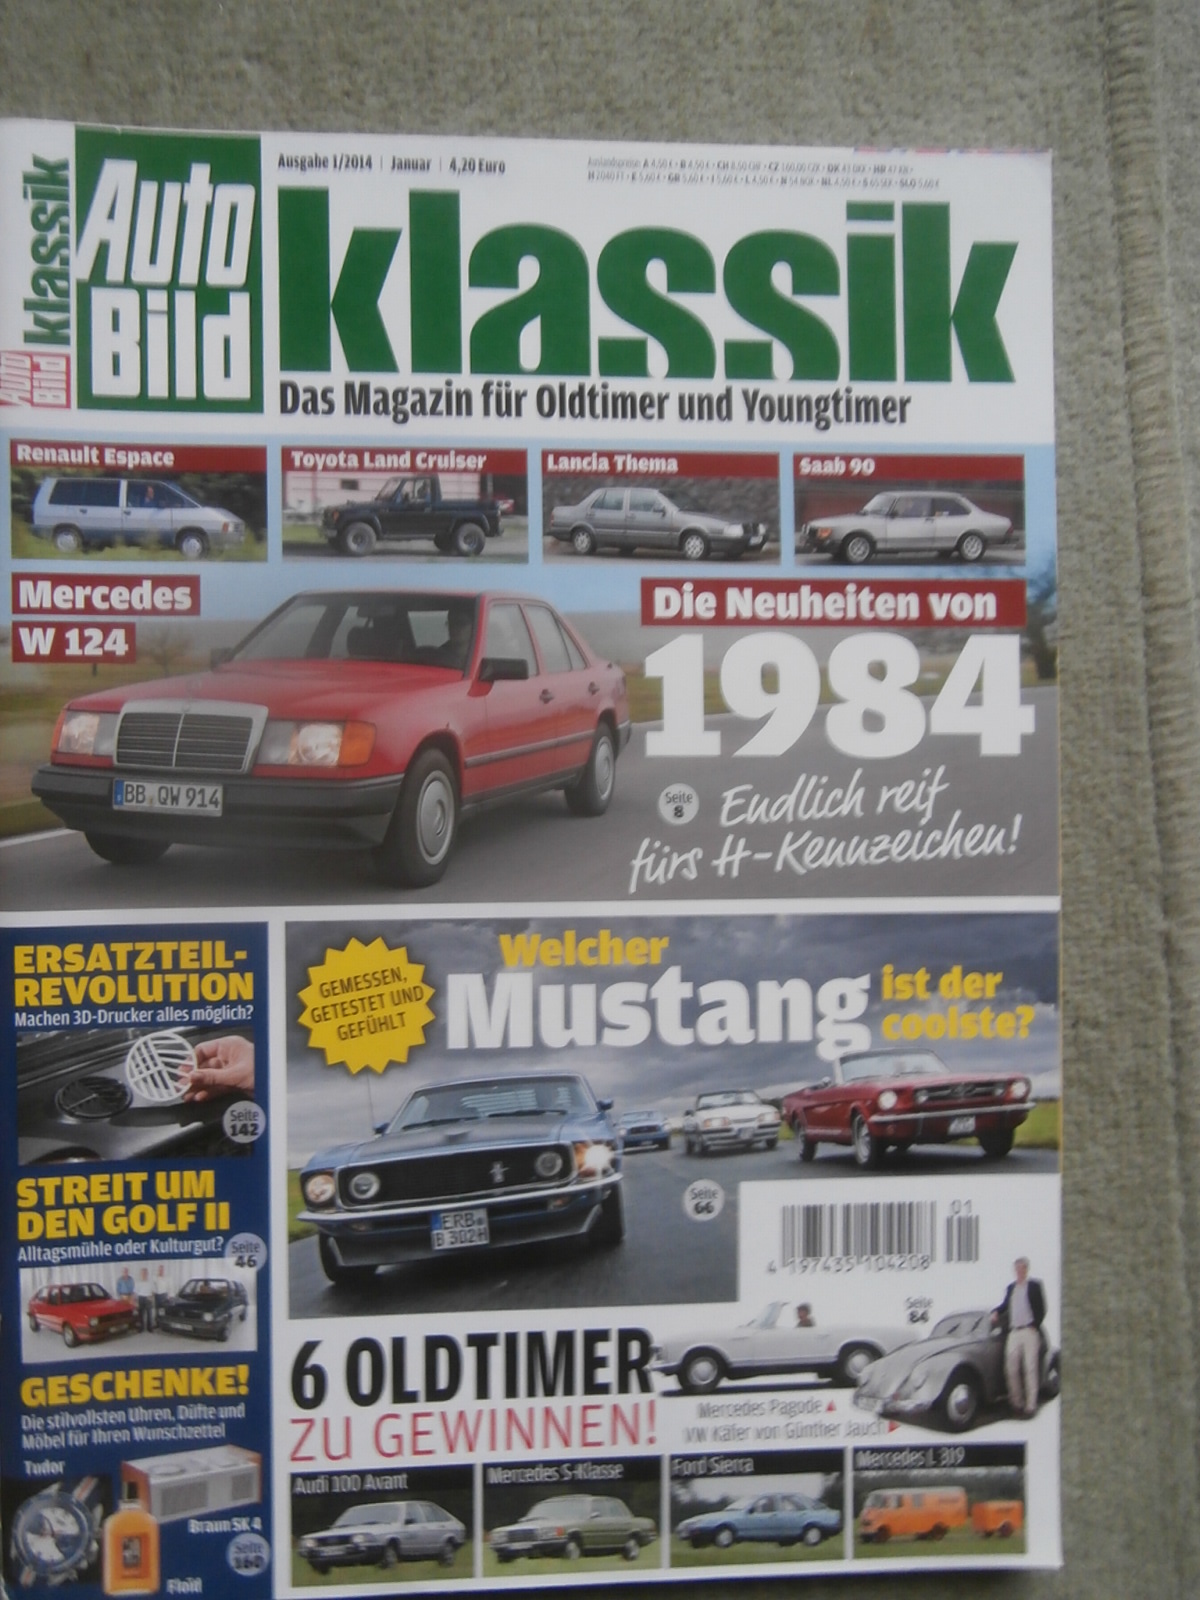 klassik
Auto
Bild
Auto
Bild
Ausgabe 1/2014 | Januar | 4,20 Euro
klassik
Das Magazin für Oldtimer und Youngtimer
Renault Espace
Toyota Land Cruiser
Lancia Thema
Saab 90
Mercedes
W 124
Die Neuheiten von
1984
Seite
8
Endlich reif
fürs H-Kennzeichen!
BB QW 914
ERSATZTEIL-
REVOLUTION
Machen 3D-Drucker alles möglich?
Seite
142
STREIT UM
DEN GOLF II
Alltagsmühle oder Kulturgut?
Seite
46
GESCHENKE!
Die stilvollsten Uhren, Düfte und
Möbel für Ihren Wunschzettel
Tudor
Braun SK 4
Floïd
Seite
160
GEMESSEN,
GETESTET UND
GEFÜHLT
Welcher
Mustang
ist der
coolste?
ERB
B 302H
Seite
66
01
4 197435 104208
6 OLDTIMER
ZU GEWINNEN!
Seite
84
Mercedes Pagode
VW Käfer von Günther Jauch
Audi 100 Avant
Mercedes S-Klasse
Ford Sierra
Mercedes L 319